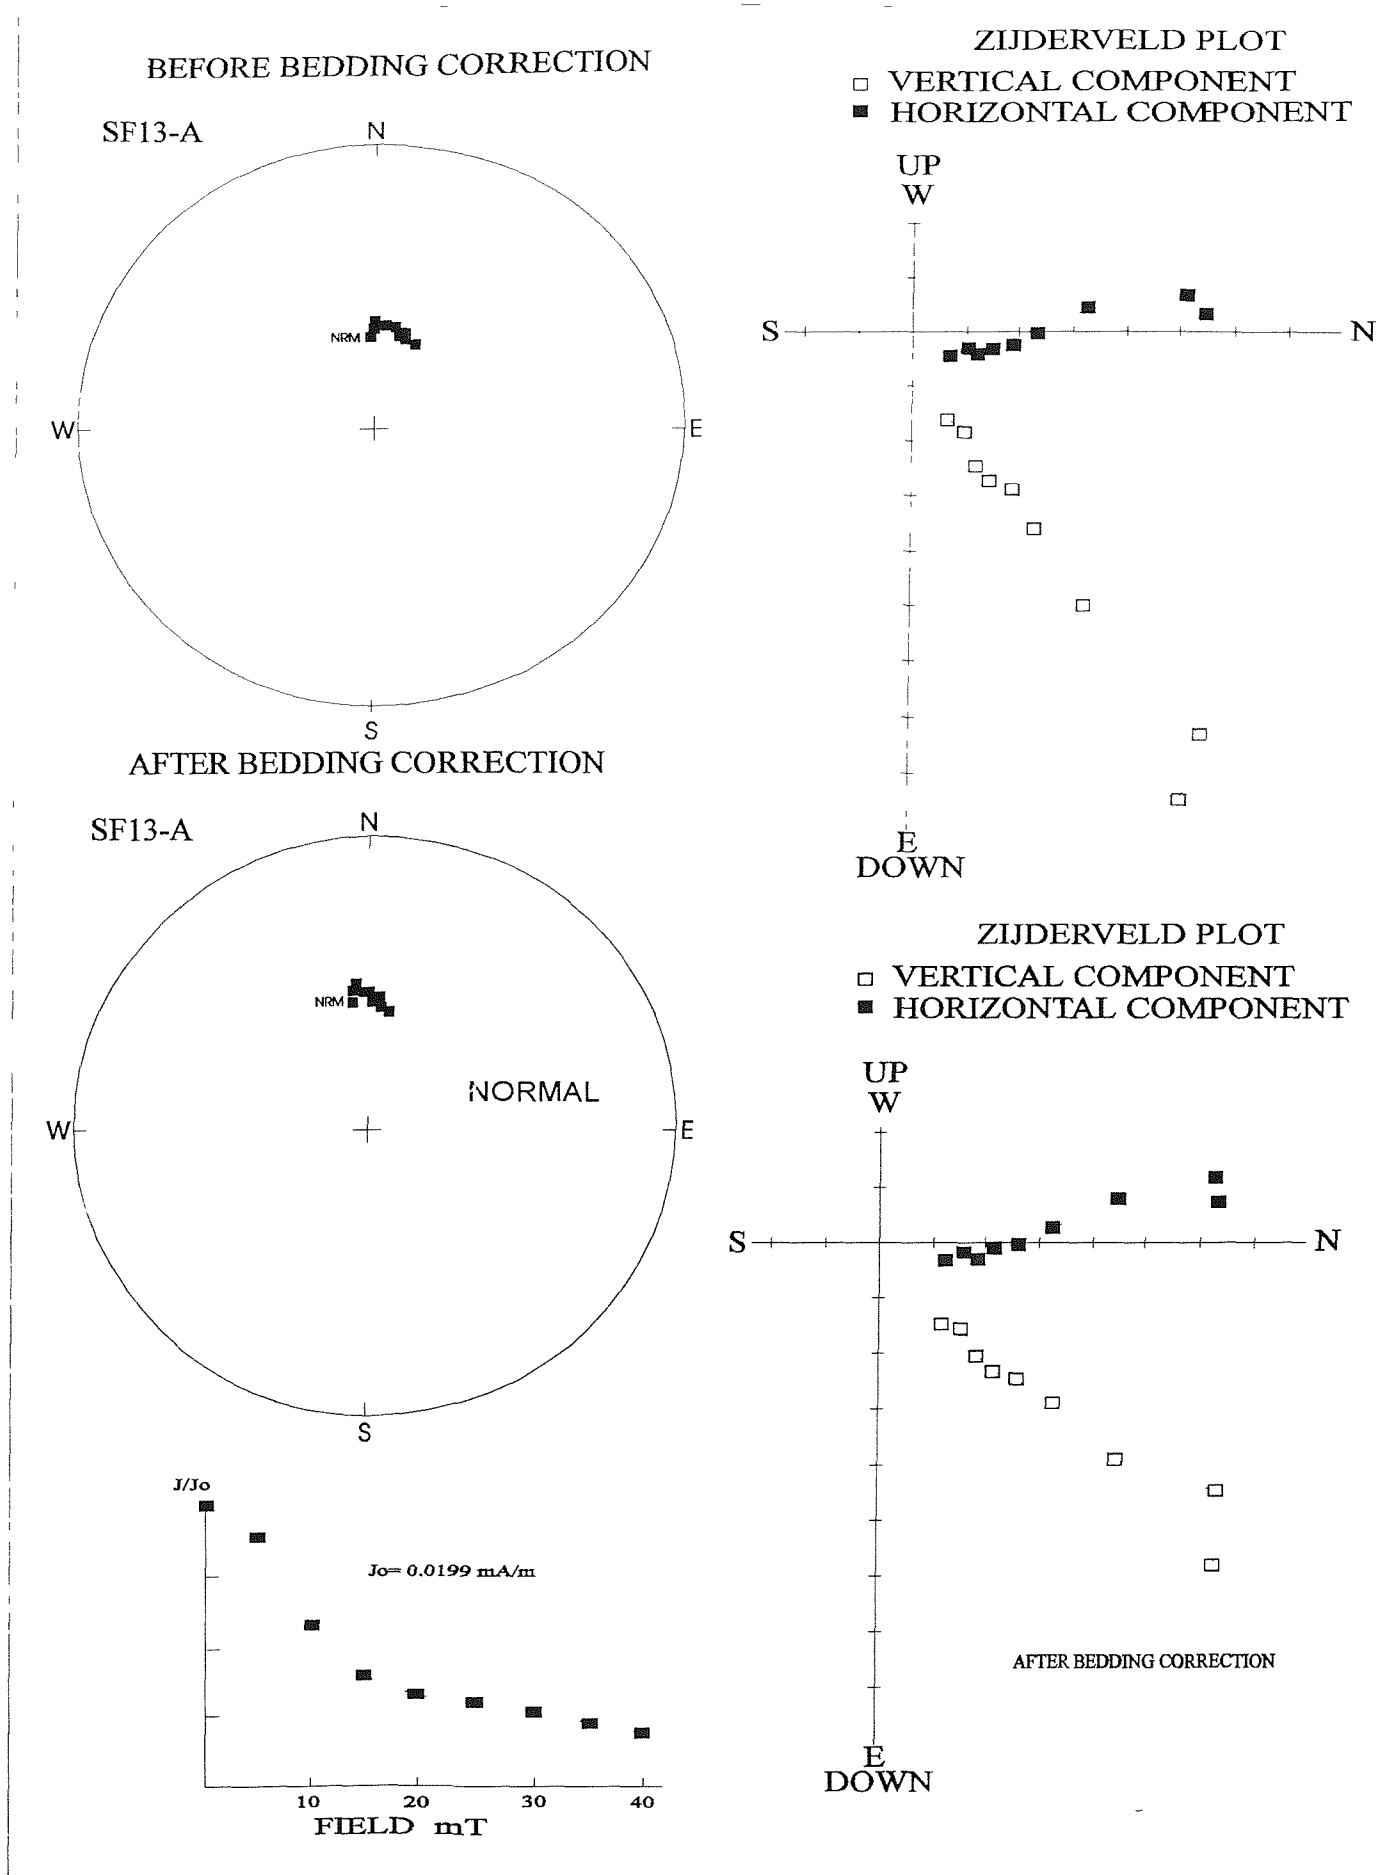 BEFORE BEDDING CORRECTION
SF13-A
N
NRM
W
E
S
ZIJDERVELD PLOT
□ VERTICAL COMPONENT
■ HORIZONTAL COMPONENT
UP
W
S
N
E
DOWN
AFTER BEDDING CORRECTION
SF13-A
N
NRM
NORMAL
W
E
S
ZIJDERVELD PLOT
□ VERTICAL COMPONENT
■ HORIZONTAL COMPONENT
UP
W
S
N
AFTER BEDDING CORRECTION
E
DOWN
J/Jo
Jo= 0.0199 mA/m
10 20 30 40
FIELD mT